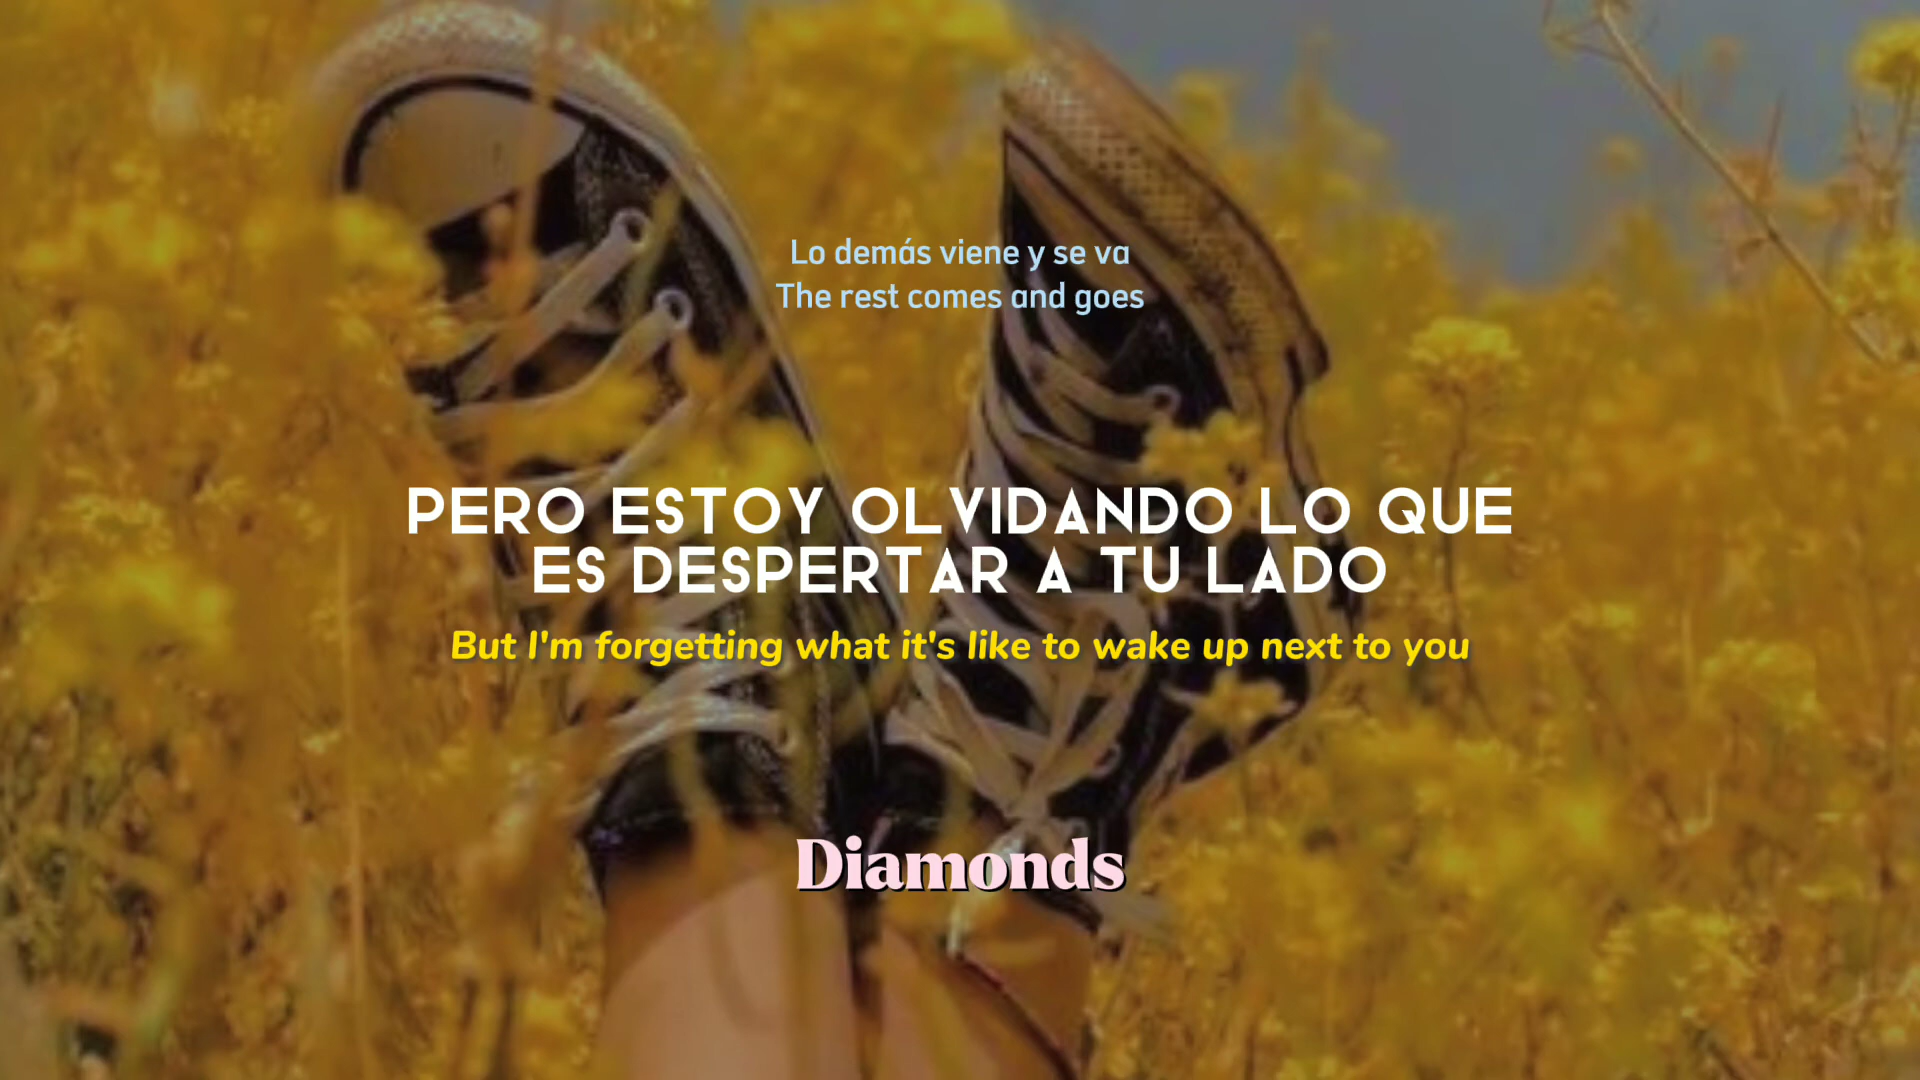 Lo demás viene y se va
The rest comes and goes
PERO ESTOY OLVIDANDO LO QUE
ES DESPERTAR A TU LADO
But I'm forgetting what it's like to wake up next to you
Diamonds